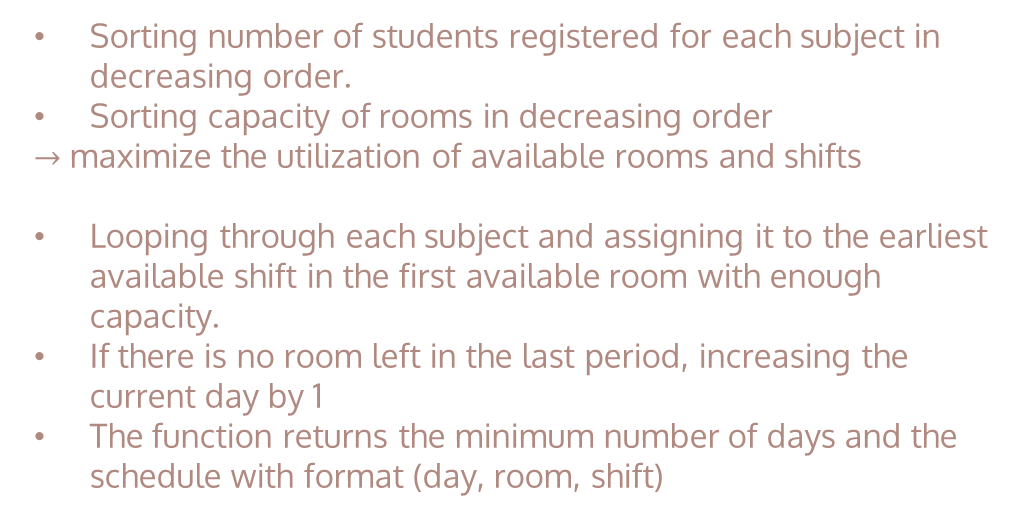 • Sorting number of students registered for each subject in
decreasing order.
• Sorting capacity of rooms in decreasing order
→ maximize the utilization of available rooms and shifts
• Looping through each subject and assigning it to the earliest
available shift in the first available room with enough
capacity.
• If there is no room left in the last period, increasing the
current day by 1
• The function returns the minimum number of days and the
schedule with format (day, room, shift)